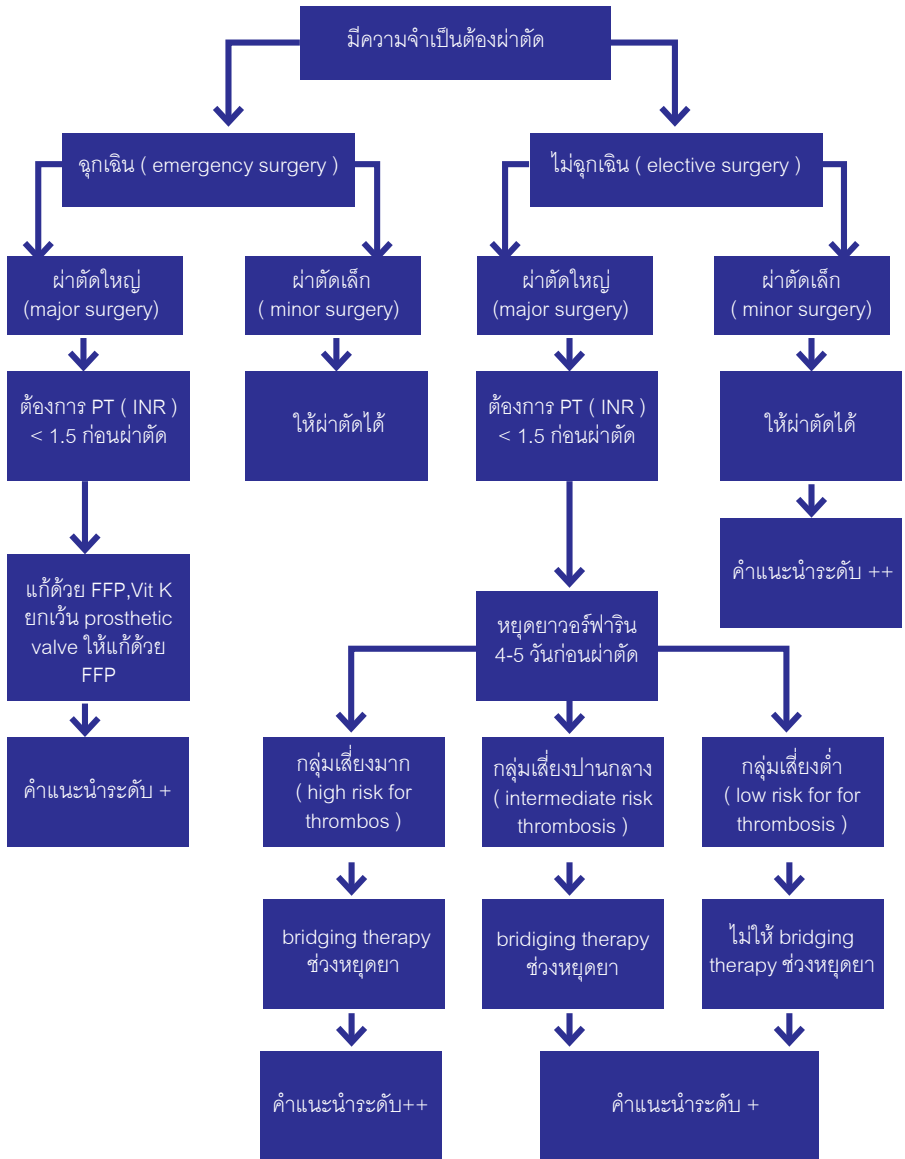 มีความจำเป็นต้องผ่าตัด
ฉุกเฉิน ( emergency surgery )
ไม่ฉุกเฉิน ( elective surgery )
ผ่าตัดใหญ่
(major surgery)
ผ่าตัดเล็ก
( minor surgery)
ผ่าตัดใหญ่
(major surgery)
ผ่าตัดเล็ก
( minor surgery)
ต้องการ PT ( INR )
< 1.5 ก่อนผ่าตัด
ให้ผ่าตัดได้
ต้องการ PT ( INR )
< 1.5 ก่อนผ่าตัด
ให้ผ่าตัดได้
คำแนะนำระดับ ++
แก้ด้วย FFP,Vit K
ยกเว้น prosthetic
valve ให้แก้ด้วย
FFP
หยุดยาวอร์ฟาริน
4-5 วันก่อนผ่าตัด
คำแนะนำระดับ +
กลุ่มเสี่ยงมาก
( high risk for
thrombos )
กลุ่มเสี่ยงปานกลาง
( intermediate risk
thrombosis )
กลุ่มเสี่ยงต่ำ
( low risk for for
thrombosis )
bridging therapy
ช่วงหยุดยา
bridiging therapy
ช่วงหยุดยา
ไม่ให้ bridging
therapy ช่วงหยุดยา
คำแนะนำระดับ++
คำแนะนำระดับ +